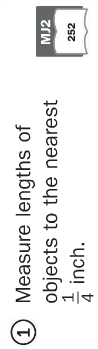 ① Measure lengths of
objects to the nearest
1/4 inch.
MJ2
252